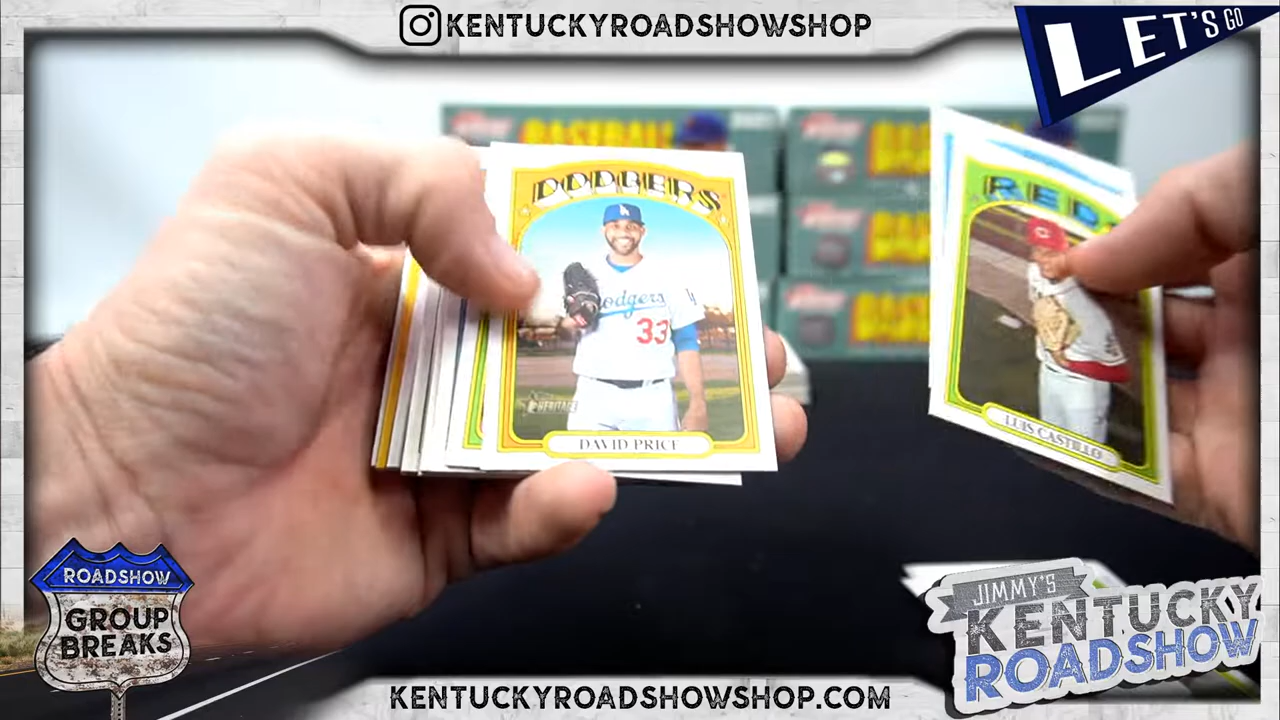 KENTUCKYROADSHOWSHOP
LET'S GO
BASEBALL
DODGERS
Dodgers
33
HERITAGE
DAVID PRICE
RED
LUIS CASTILLO
ROADSHOW
GROUP
BREAKS
JIMMY'S
KENTUCKY
ROADSHOW
KENTUCKYROADSHOWSHOP.COM